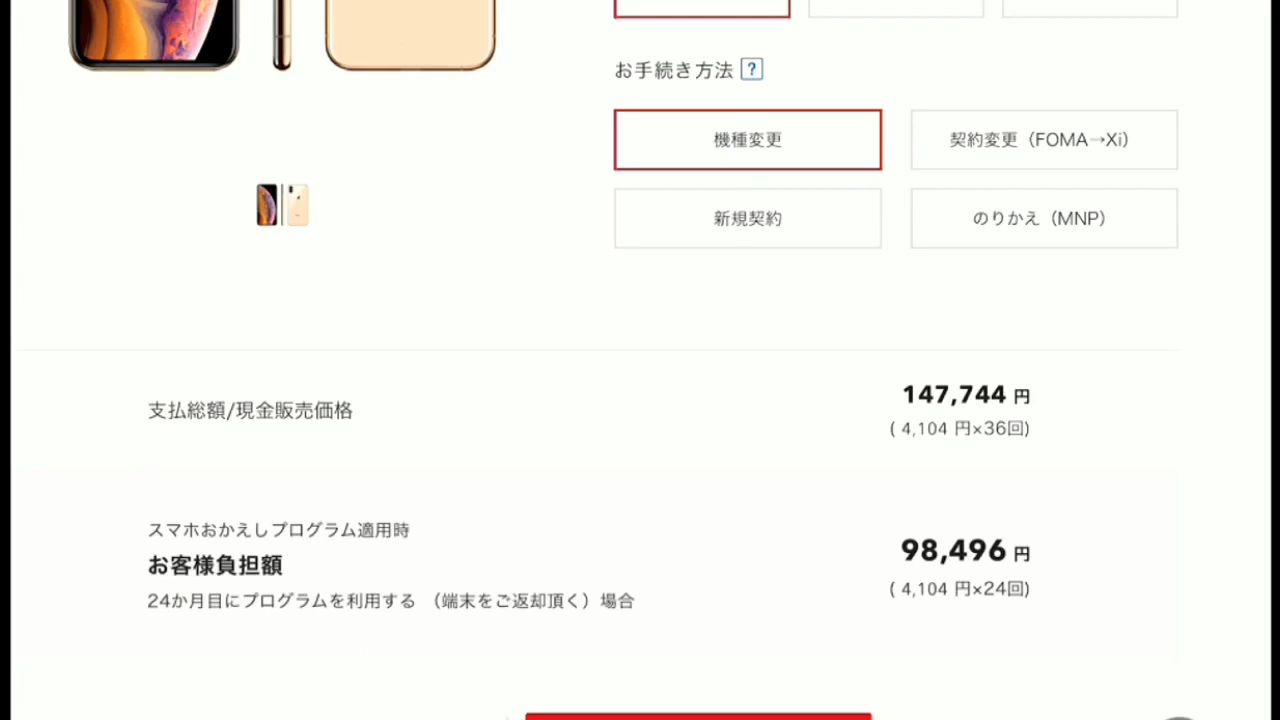 お手続き方法 ?
機種変更
契約変更（FOMA→Xi）
新規契約
のりかえ（MNP）
支払総額/現金販売価格
147,744 円
( 4,104 円×36回)
スマホおかえしプログラム適用時
お客様負担額
24か月目にプログラムを利用する （端末をご返却頂く）場合
98,496 円
( 4,104 円×24回)